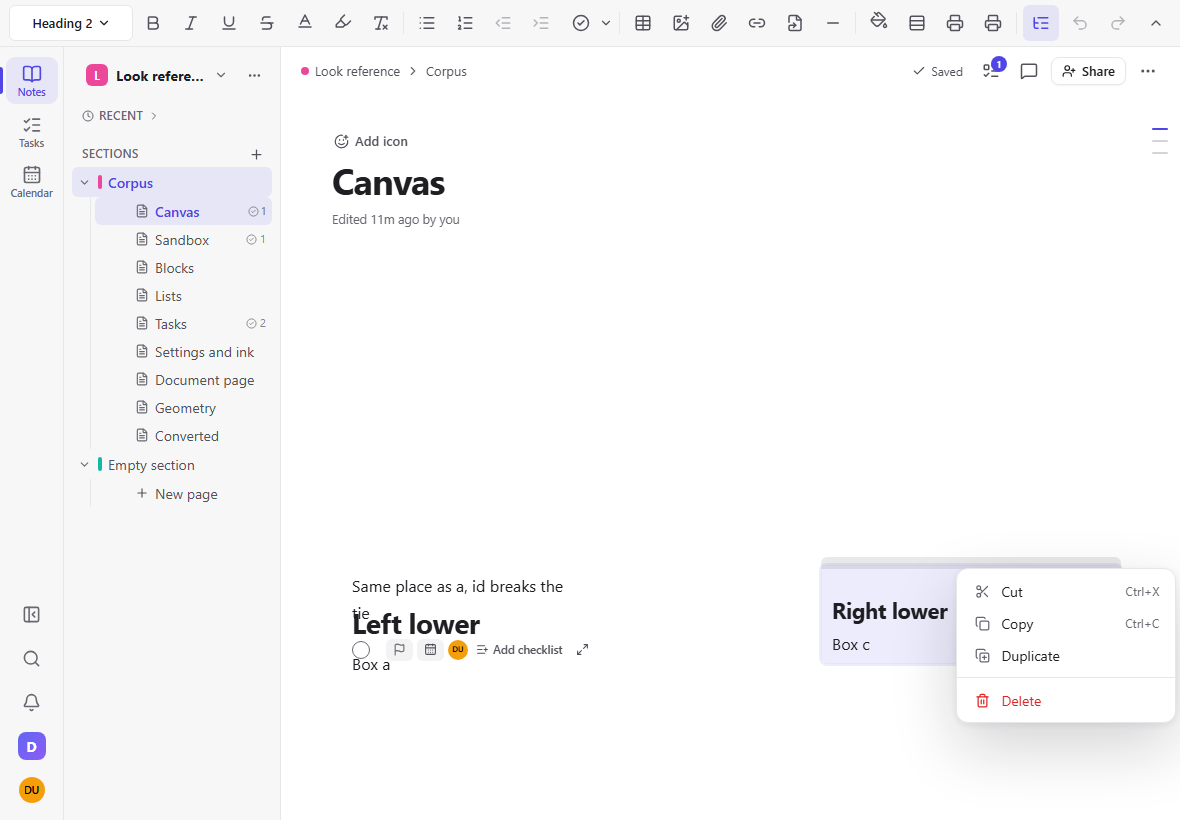 Heading 2
Notes
Tasks
Calendar
D
DU
L Look refere...
RECENT
SECTIONS
Corpus
Canvas 1
Sandbox 1
Blocks
Lists
Tasks 2
Settings and ink
Document page
Geometry
Converted
Empty section
New page
Look reference Corpus
Saved
1
Share
Add icon
Canvas
Edited 11m ago by you
Same place as a, id breaks the
tie
Left lower
DU Add checklist
Box a
Right lower
Box c
Cut Ctrl+X
Copy Ctrl+C
Duplicate
Delete